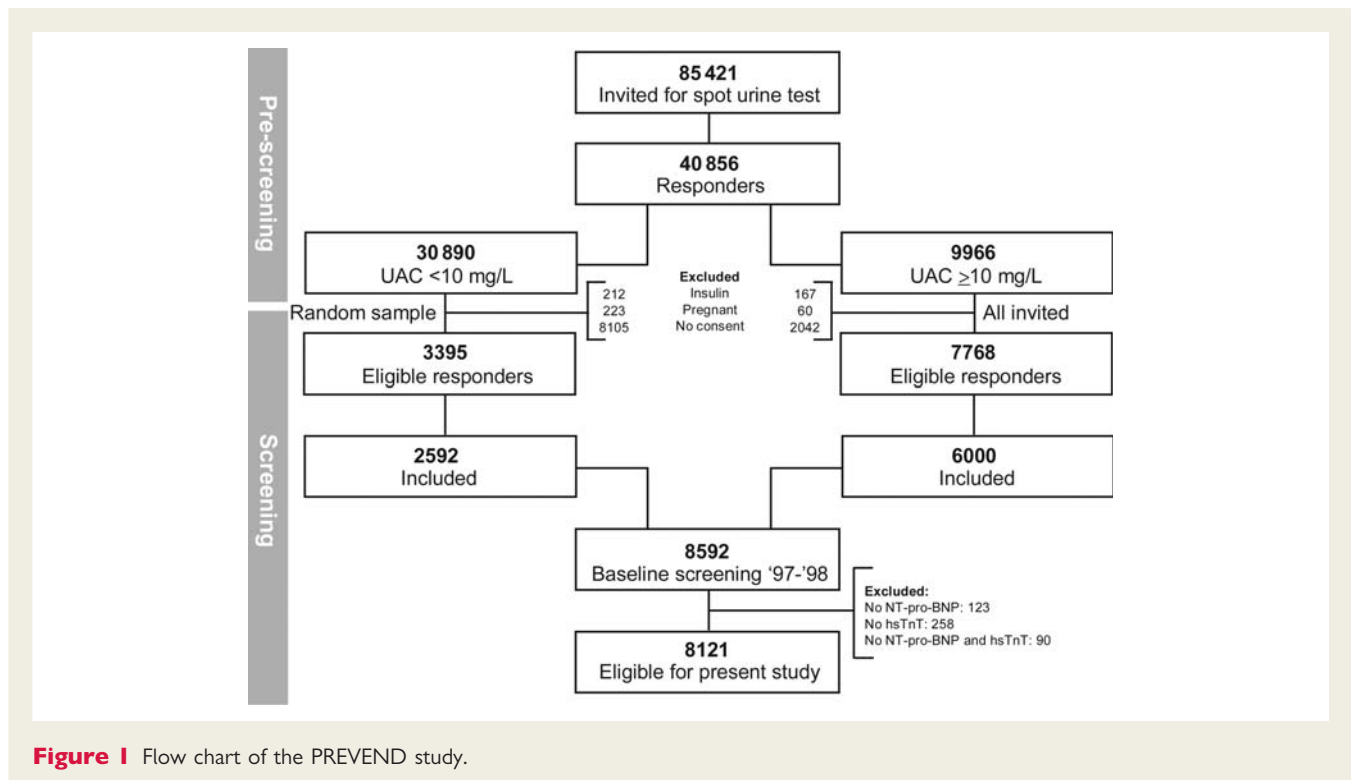 Pre-screening
85 421
Invited for spot urine test
40 856
Responders
30 890
UAC <10 mg/L
9966
UAC ≥10 mg/L
Excluded
212 Insulin 167
223 Pregnant 60
8105 No consent 2042
Random sample
All invited
Screening
3395
Eligible responders
7768
Eligible responders
2592
Included
6000
Included
8592
Baseline screening ‘97-’98
Excluded:
No NT-pro-BNP: 123
No hsTnT: 258
No NT-pro-BNP and hsTnT: 90
8121
Eligible for present study
Figure 1 Flow chart of the PREVEND study.